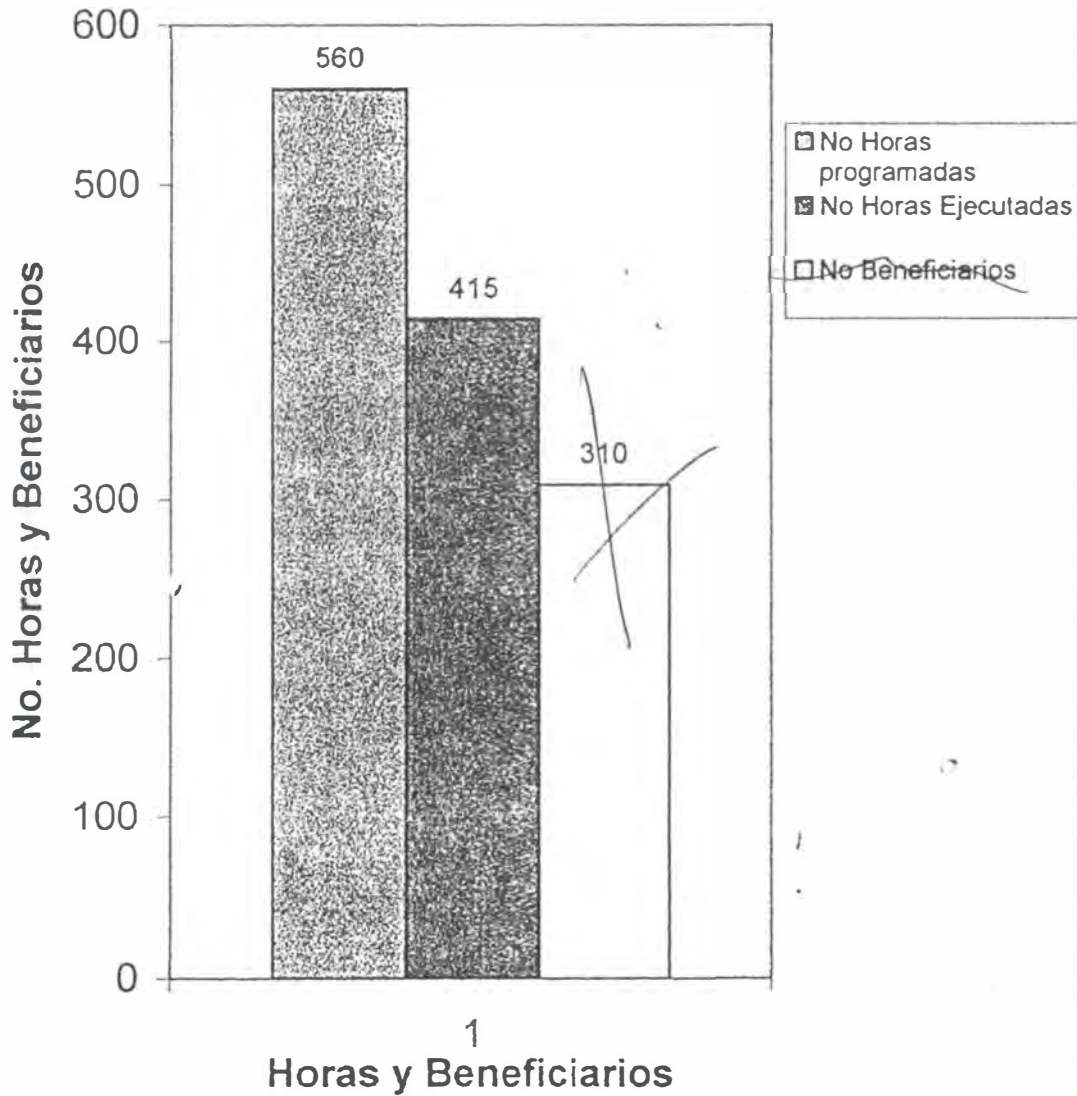 600
560
500
415
400
310
300
200
100
0
No. Horas y Beneficiarios
1
Horas y Beneficiarios
No Horas
programadas
No Horas Ejecutadas
No Beneficiarios